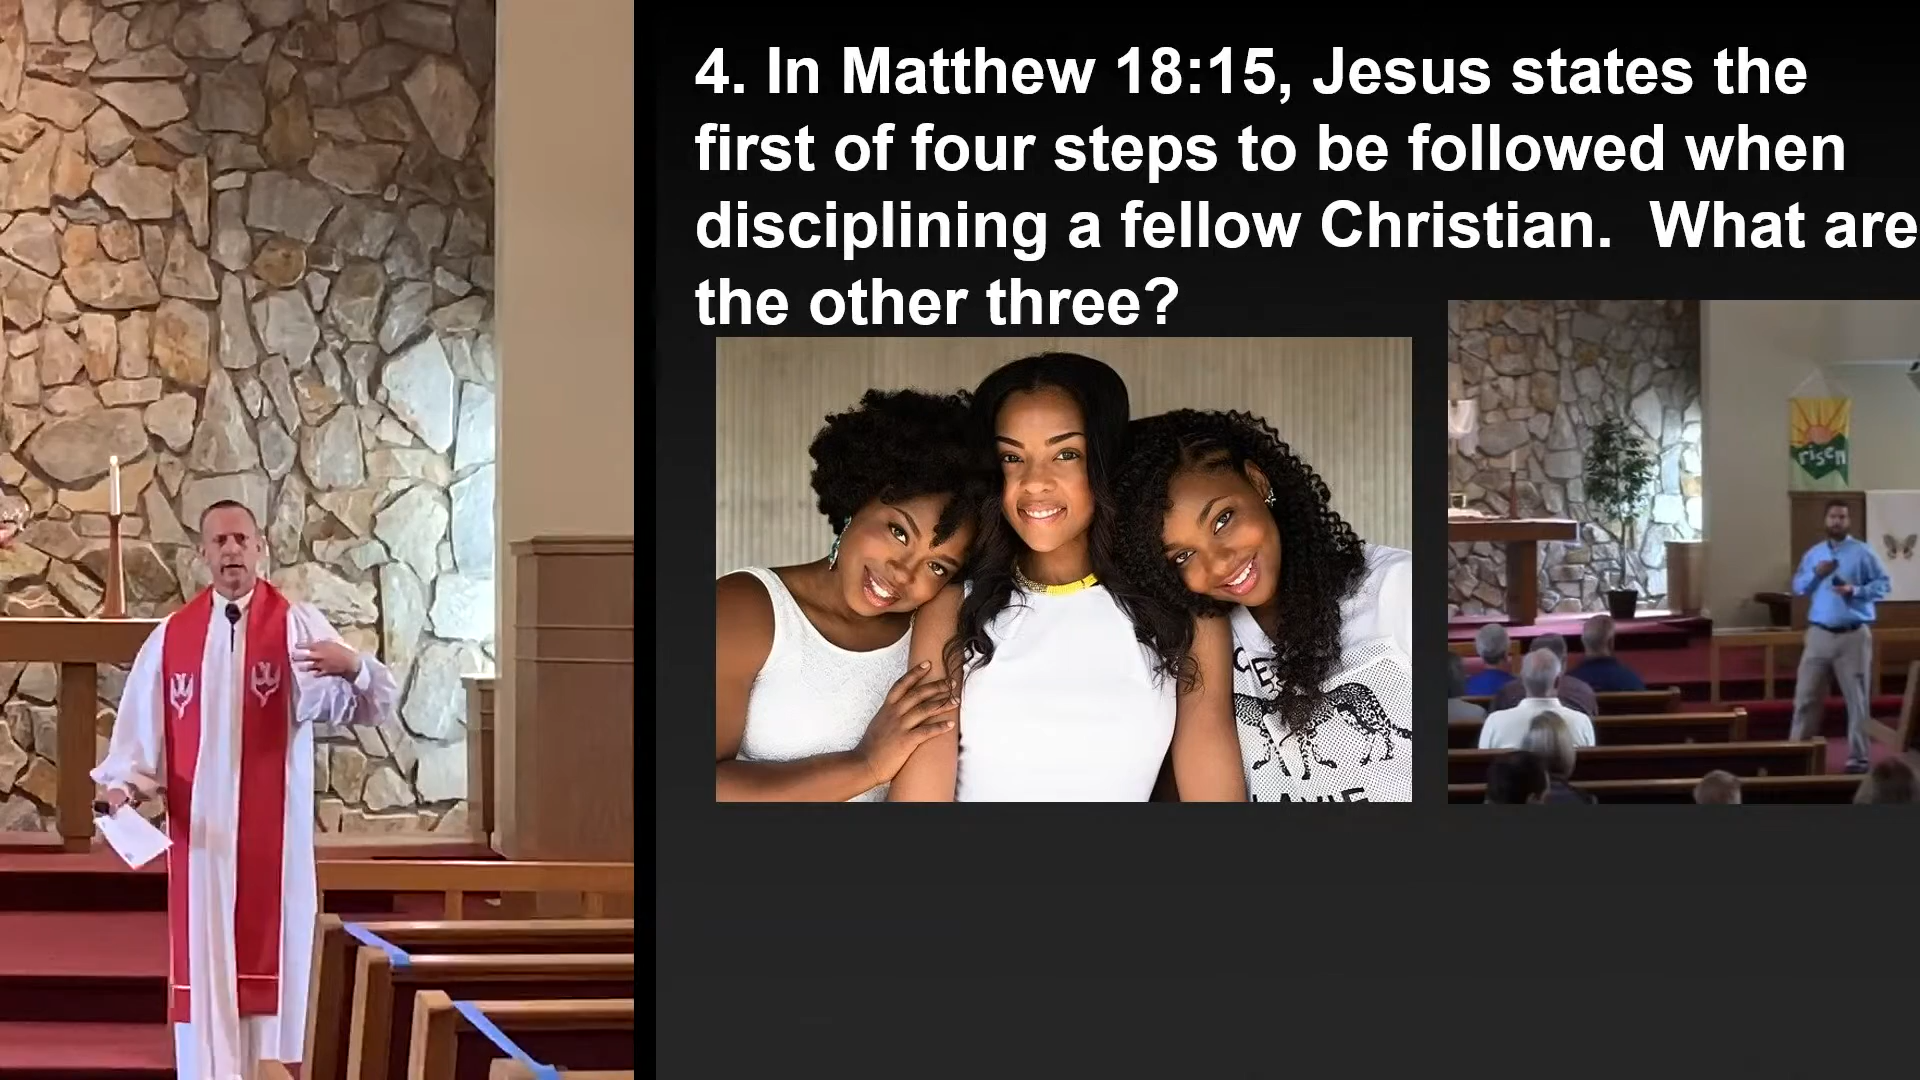 4. In Matthew 18:15, Jesus states the
first of four steps to be followed when
disciplining a fellow Christian.  What are
the other three?
risen